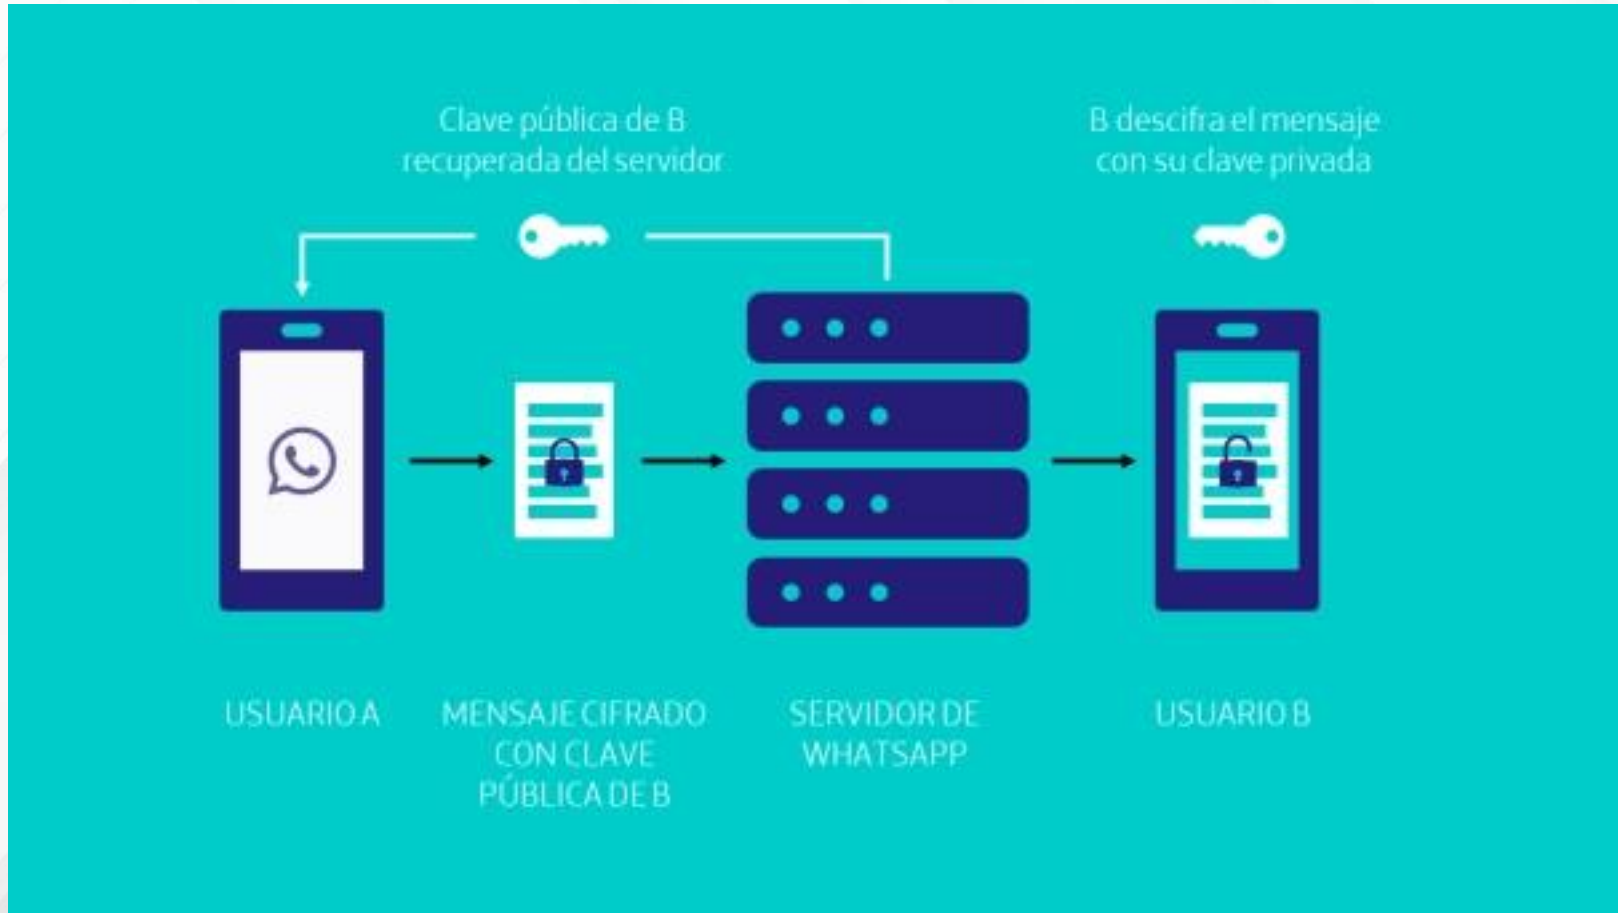 Clave pública de B
recuperada del servidor
B descifra el mensaje
con su clave privada
USUARIO A
MENSAJE CIFRADO
CON CLAVE
PÚBLICA DE B
SERVIDOR DE
WHATSAPP
USUARIO B